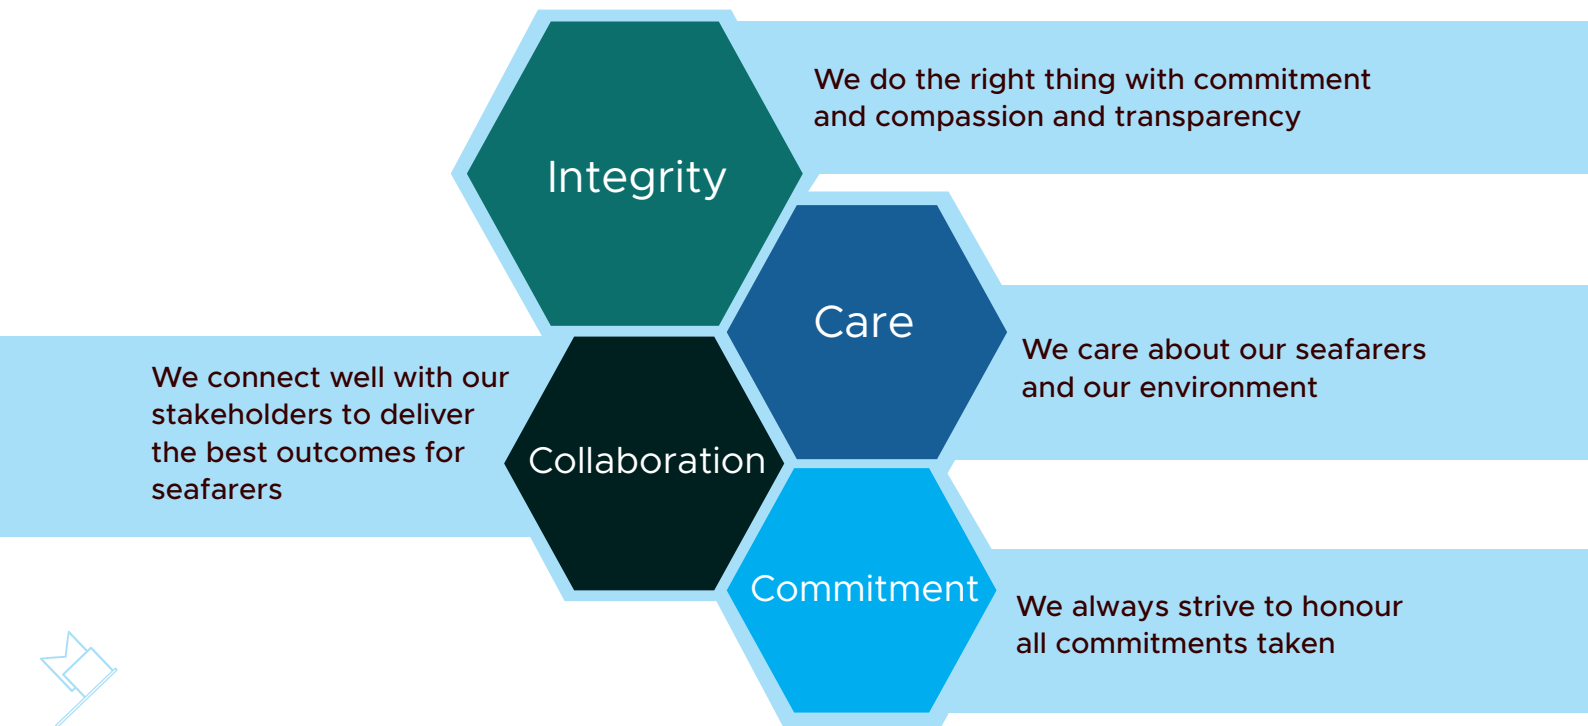 Integrity
We do the right thing with commitment
and compassion and transparency
Care
We care about our seafarers
and our environment
Collaboration
We connect well with our
stakeholders to deliver
the best outcomes for
seafarers
Commitment
We always strive to honour
all commitments taken